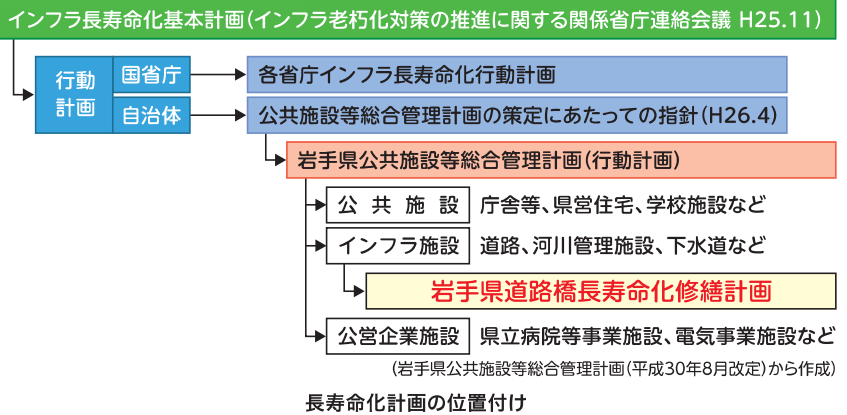 インフラ長寿命化基本計画(インフラ老朽化対策の推進に関する関係省庁連絡会議 H25.11)
行動計画
国省庁
各省庁インフラ長寿命化行動計画
自治体
公共施設等総合管理計画の策定にあたっての指針(H26.4)
岩手県公共施設等総合管理計画(行動計画)
公共施設 庁舎等、県営住宅、学校施設など
インフラ施設 道路、河川管理施設、下水道など
岩手県道路橋長寿命化修繕計画
公営企業施設 県立病院等事業施設、電気事業施設など
(岩手県公共施設等総合管理計画(平成30年8月改定)から作成)
長寿命化計画の位置付け